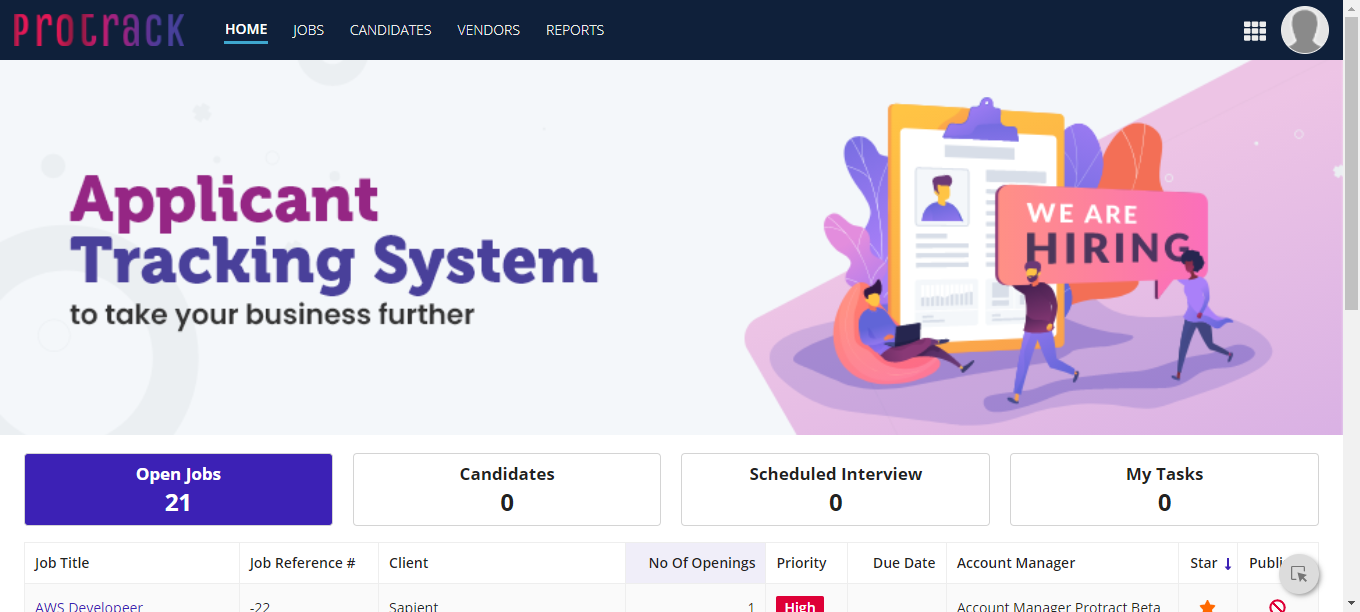 Protrack
HOME JOBS CANDIDATES VENDORS REPORTS
Applicant
Tracking System
to take your business further
WE ARE
HIRING
Open Jobs
21
Candidates
0
Scheduled Interview
0
My Tasks
0
Job Title Job Reference # Client No Of Openings Priority Due Date Account Manager Star Publi
AWS Developeer -22 Sapient 1 High Account Manager Protract Beta